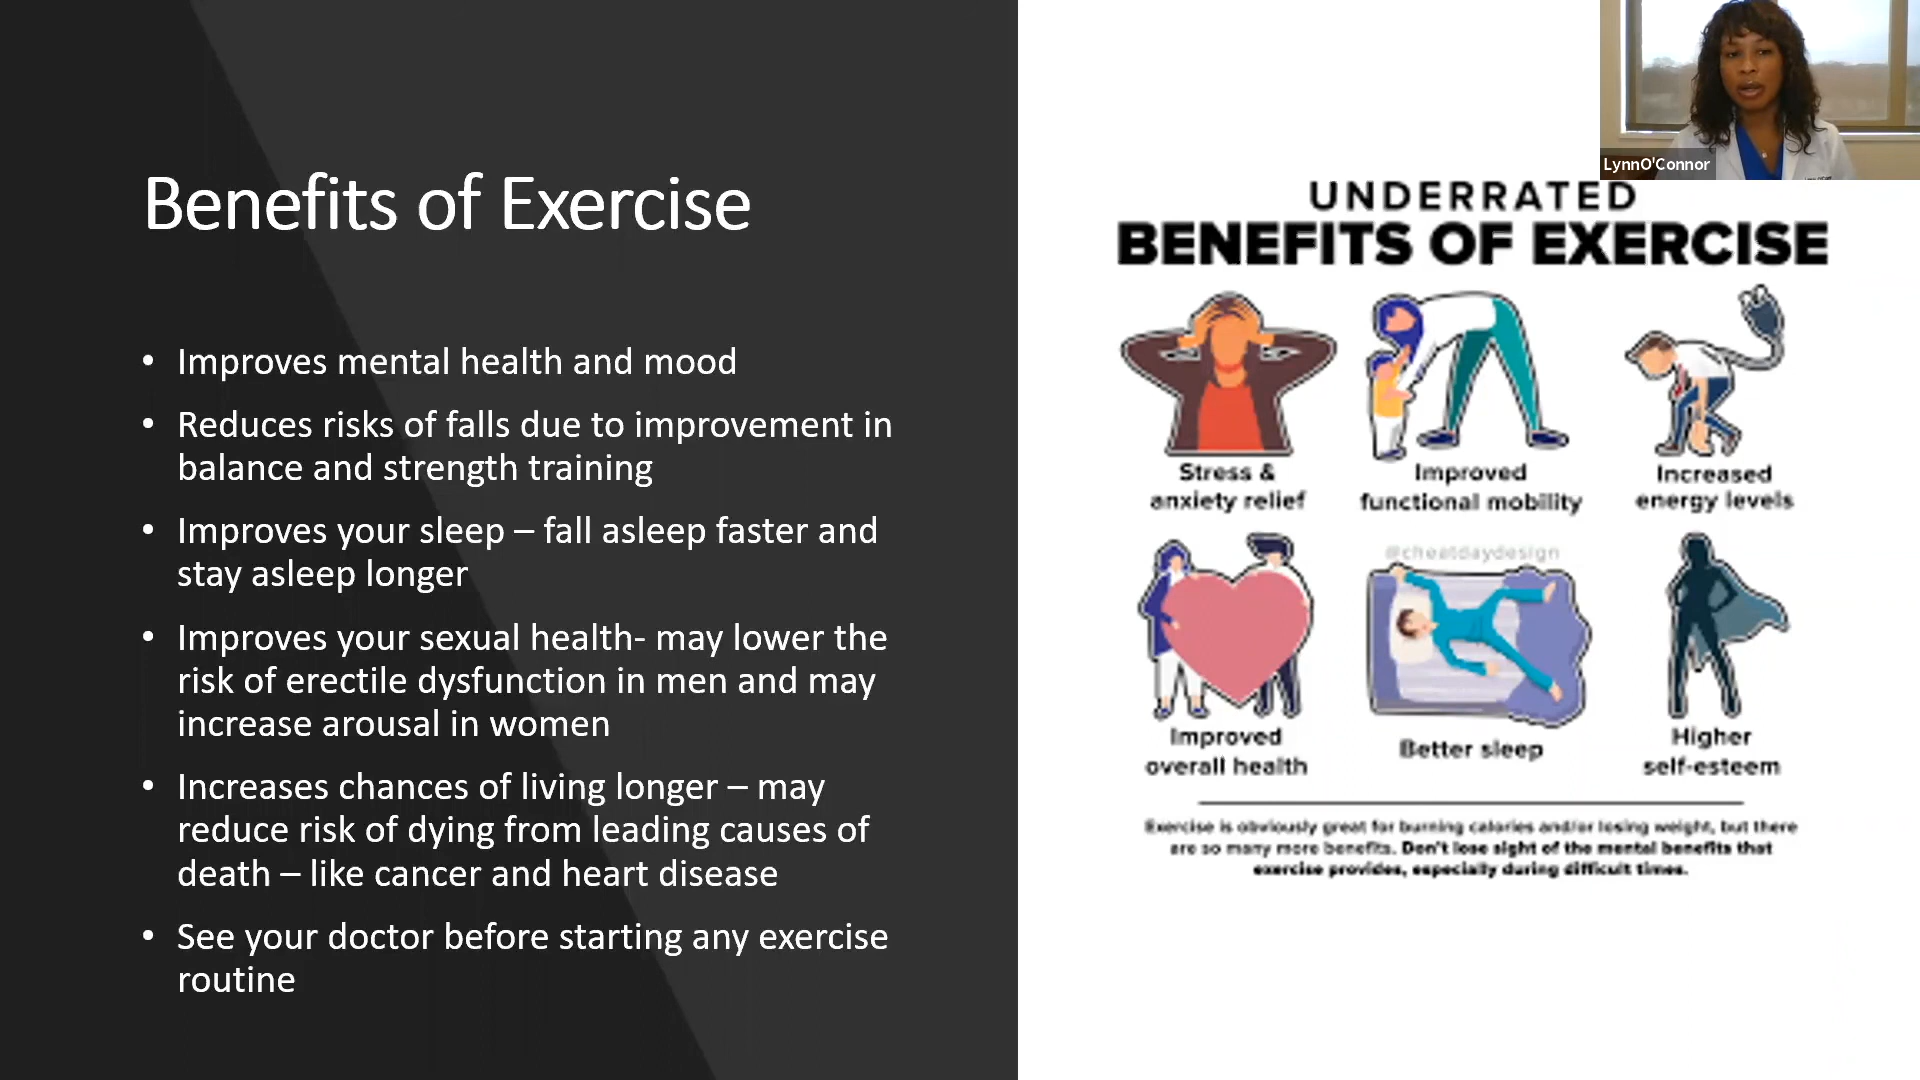 Benefits of Exercise
• Improves mental health and mood
• Reduces risks of falls due to improvement in
balance and strength training
• Improves your sleep – fall asleep faster and
stay asleep longer
• Improves your sexual health- may lower the
risk of erectile dysfunction in men and may
increase arousal in women
• Increases chances of living longer – may
reduce risk of dying from leading causes of
death – like cancer and heart disease
• See your doctor before starting any exercise
routine
LynnO'Connor
UNDERRATED
BENEFITS OF EXERCISE
Stress &
anxiety relief
Improved
functional mobility
Increased
energy levels
@cheatdaydesign
Improved
overall health
Better sleep
Higher
self-esteem
Exercise is obviously great for burning calories and/or losing weight, but there
are so many more benefits. Don't lose sight of the mental benefits that
exercise provides, especially during difficult times.